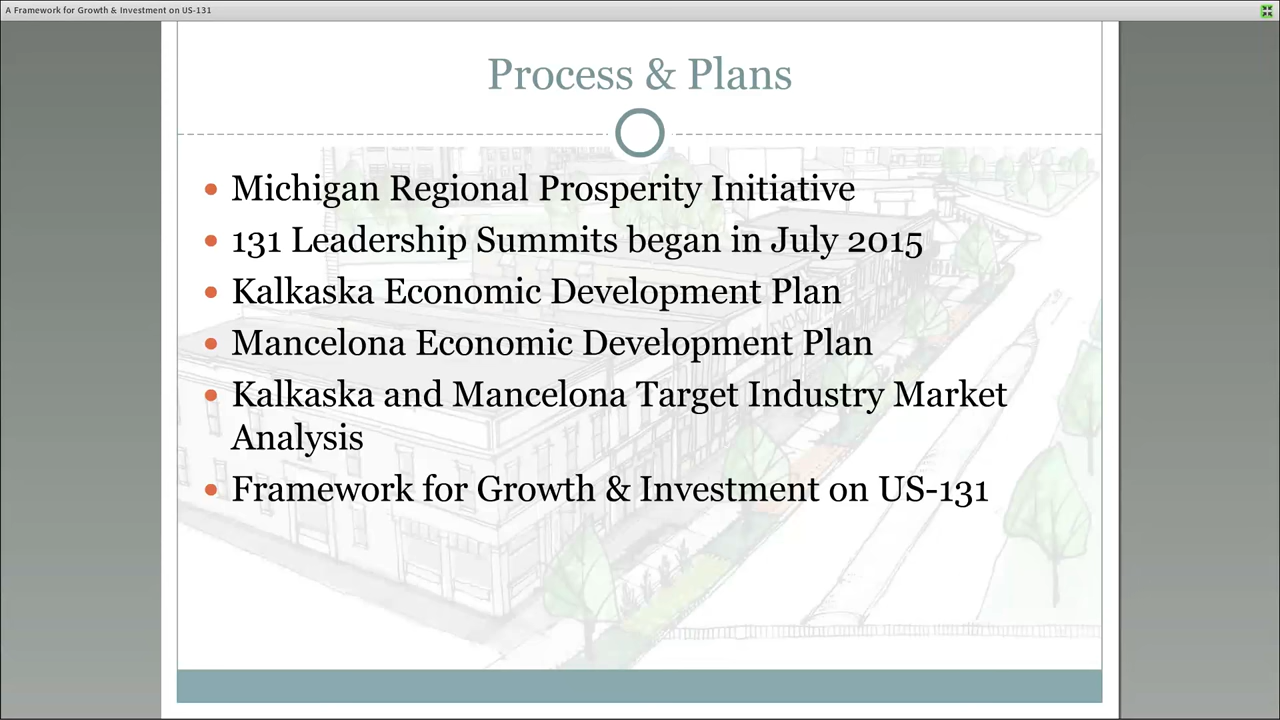 A Framework for Growth & Investment on US-131
Process & Plans
Michigan Regional Prosperity Initiative
131 Leadership Summits began in July 2015
Kalkaska Economic Development Plan
Mancelona Economic Development Plan
Kalkaska and Mancelona Target Industry Market
Analysis
Framework for Growth & Investment on US-131